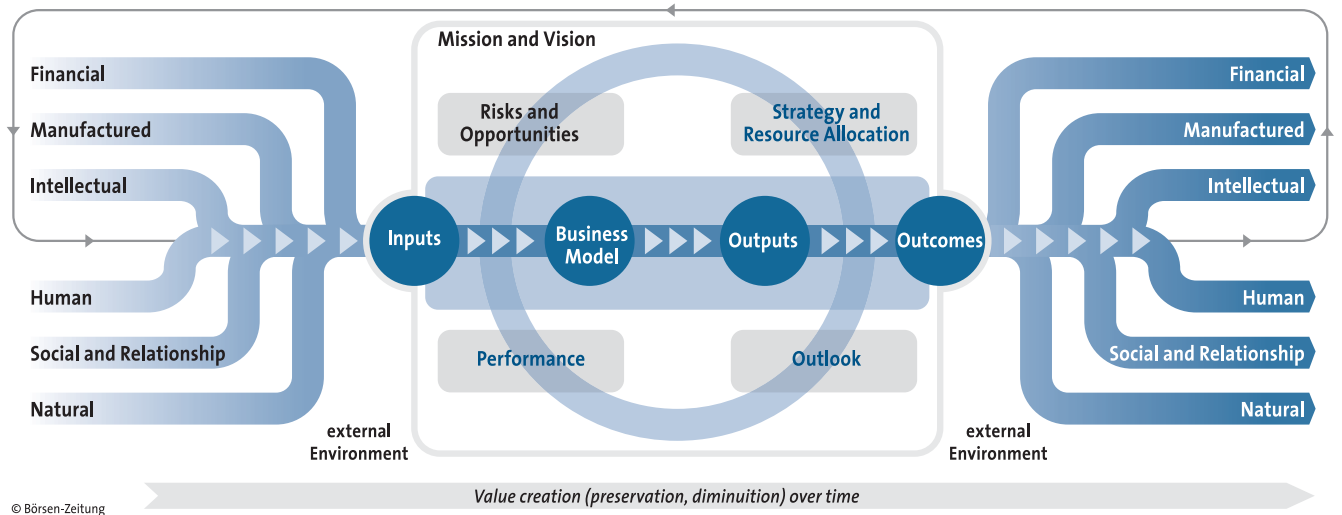 Mission and Vision
Financial
Manufactured
Intellectual
Human
Social and Relationship
Natural
Risks and
Opportunities
Strategy and
Resource Allocation
Inputs
Business
Model
Outputs
Outcomes
Performance
Outlook
external
Environment
external
Environment
Financial
Manufactured
Intellectual
Human
Social and Relationship
Natural
Value creation (preservation, diminuition) over time
© Börsen-Zeitung